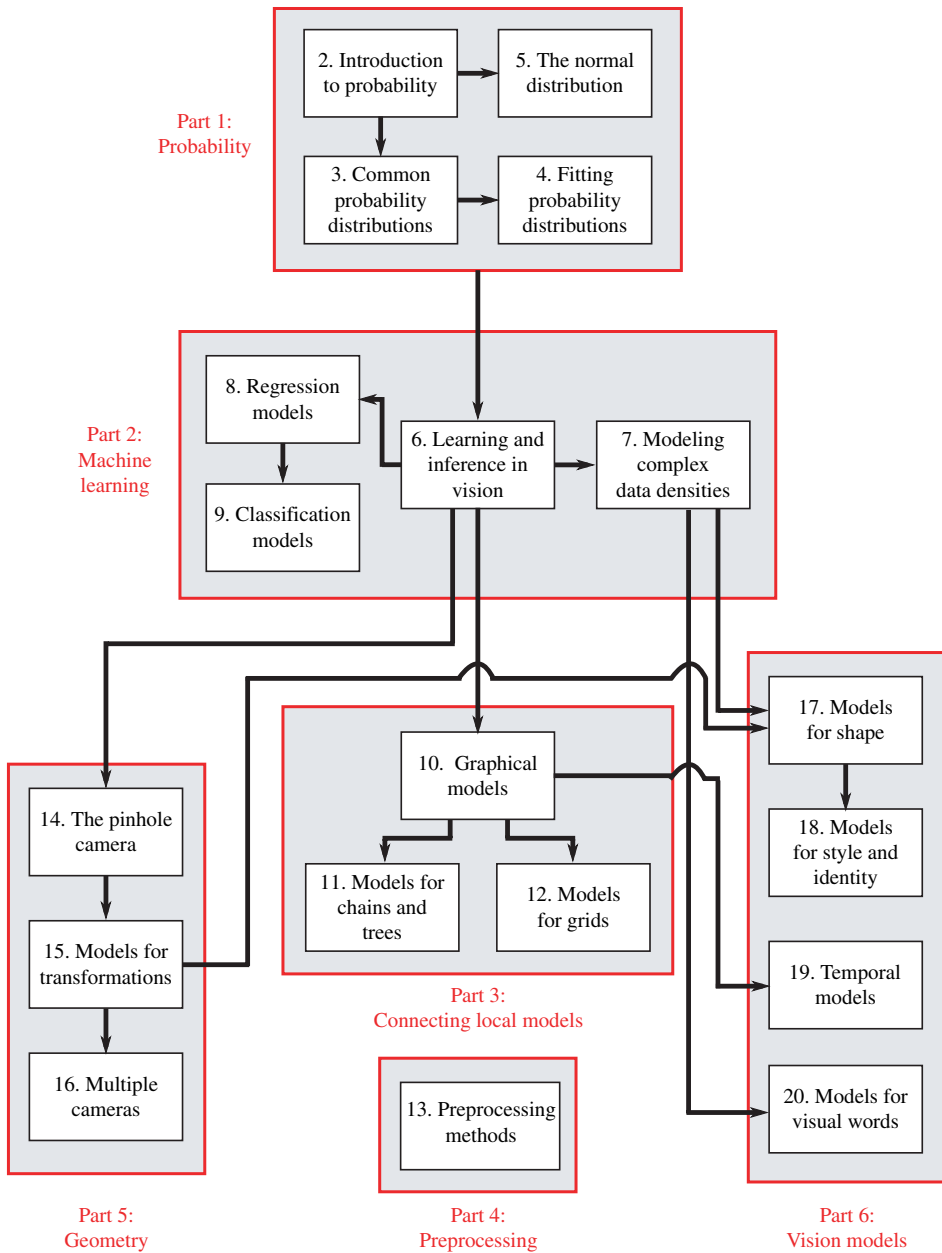 2. Introduction
to probability
5. The normal
distribution
Part 1:
Probability
3. Common
probability
distributions
4. Fitting
probability
distributions
8. Regression
models
Part 2:
Machine
learning
6. Learning and
inference in
vision
7. Modeling
complex
data densities
9. Classification
models
17. Models
for shape
10. Graphical
models
14. The pinhole
camera
18. Models
for style and
identity
11. Models for
chains and
trees
12. Models
for grids
15. Models for
transformations
19. Temporal
models
Part 3:
Connecting local models
16. Multiple
cameras
13. Preprocessing
methods
20. Models for
visual words
Part 5:
Geometry
Part 4:
Preprocessing
Part 6:
Vision models